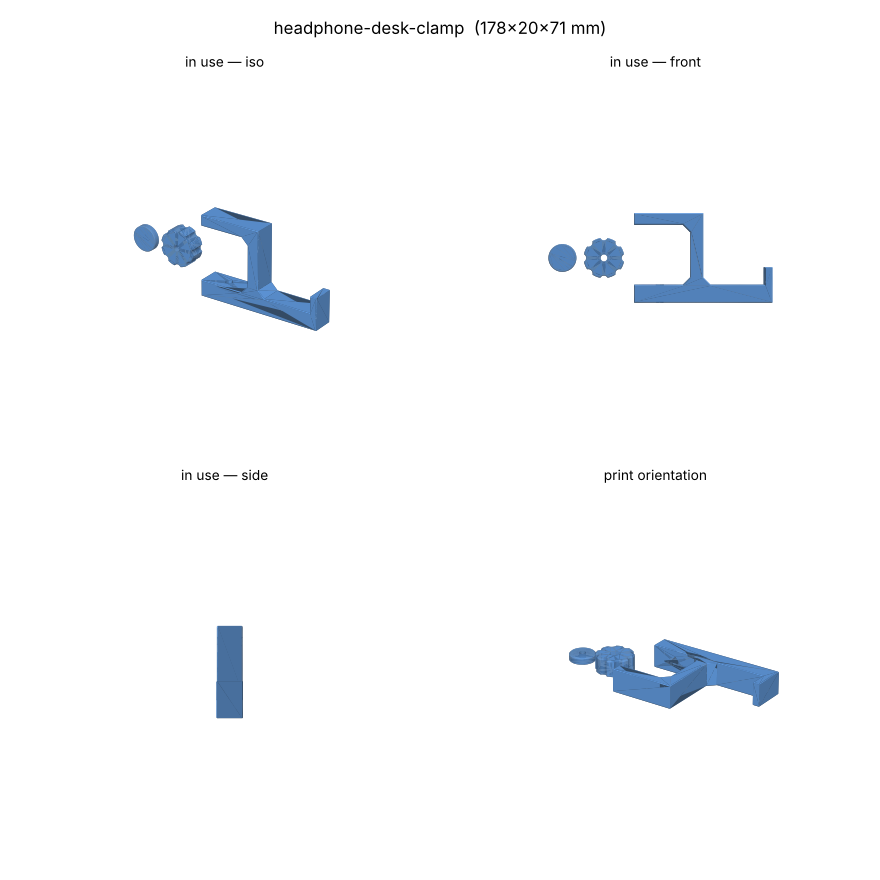 headphone-desk-clamp (178×20×71 mm)
in use — iso
in use — front
in use — side
print orientation